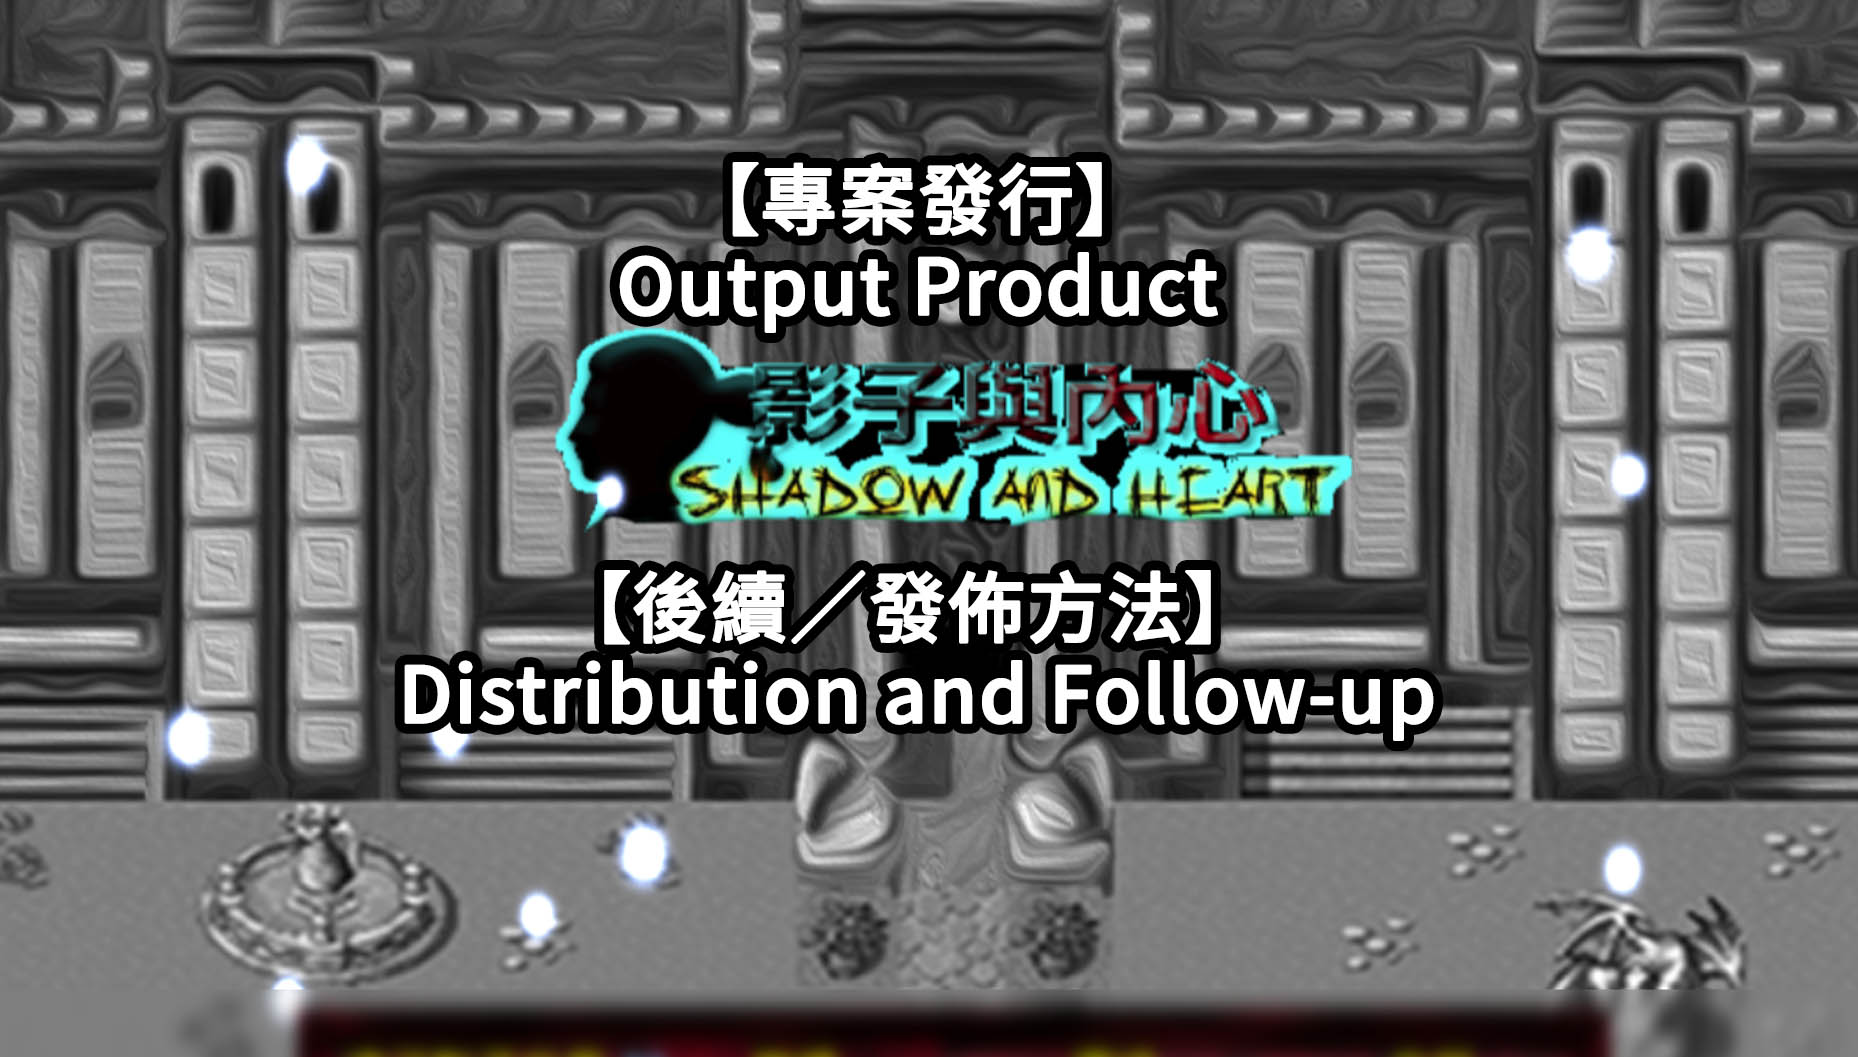 【專案發行】
Output Product
影子與內心
SHADOW AND HEART
【後續／發佈方法】
Distribution and Follow-up